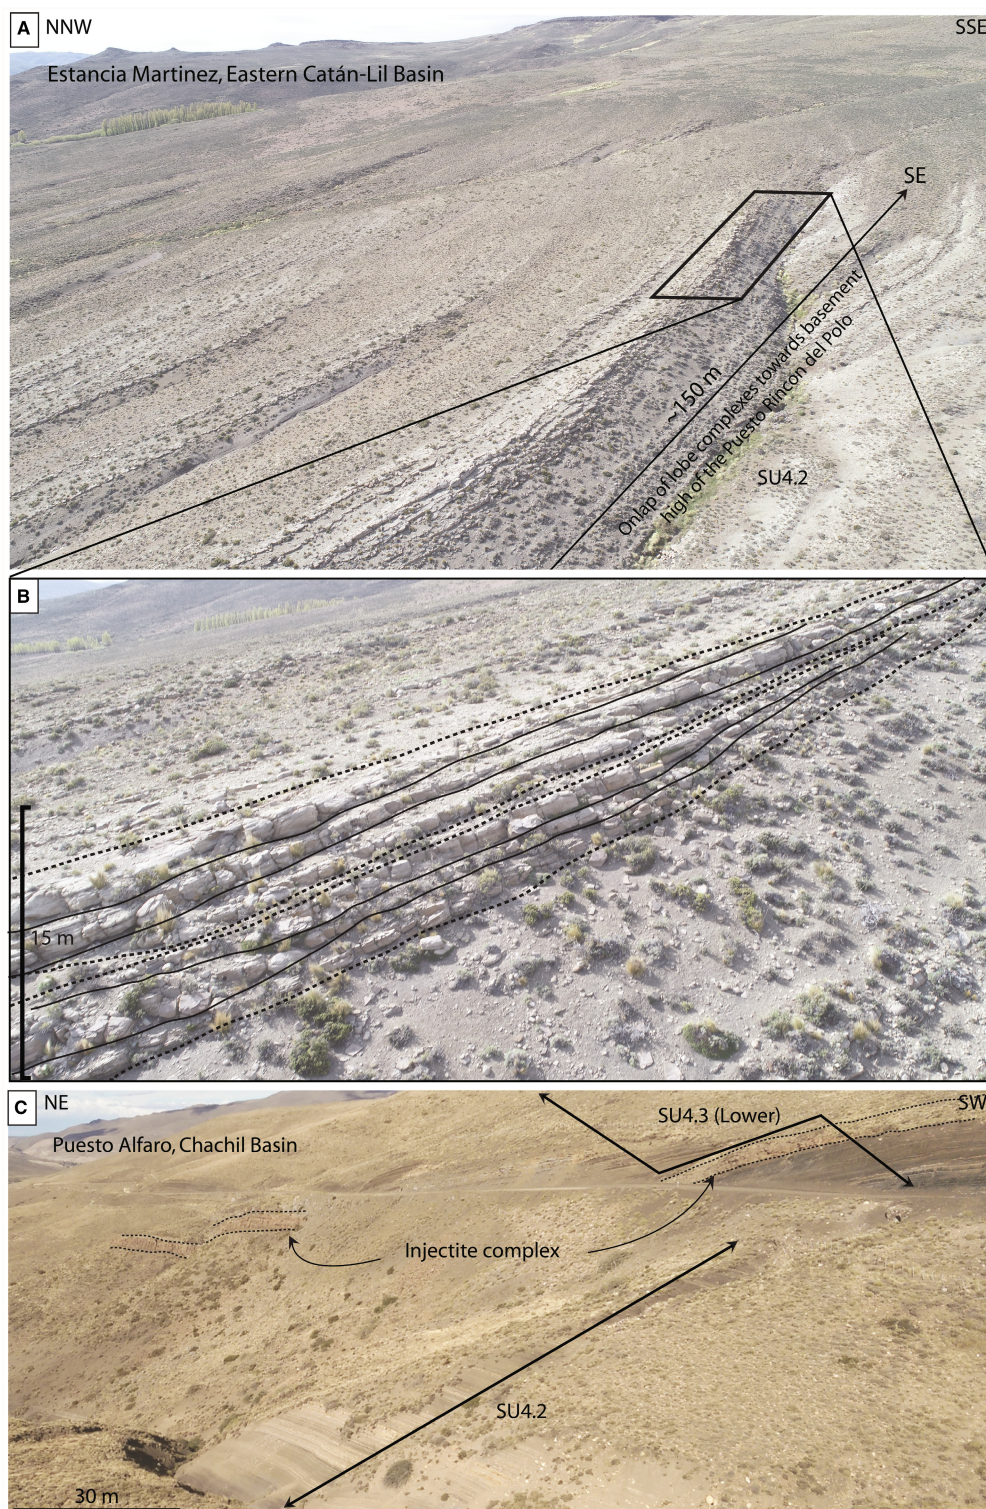 A NNW
SSE
Estancia Martinez, Eastern Catán-Lil Basin
SE
~150 m
Onlap of lobe complexes towards basement
high of the Puesto Rincon del Polo
SU4.2
B
15 m
C NE
SW
SU4.3 (Lower)
Puesto Alfaro, Chachil Basin
Injectite complex
SU4.2
30 m